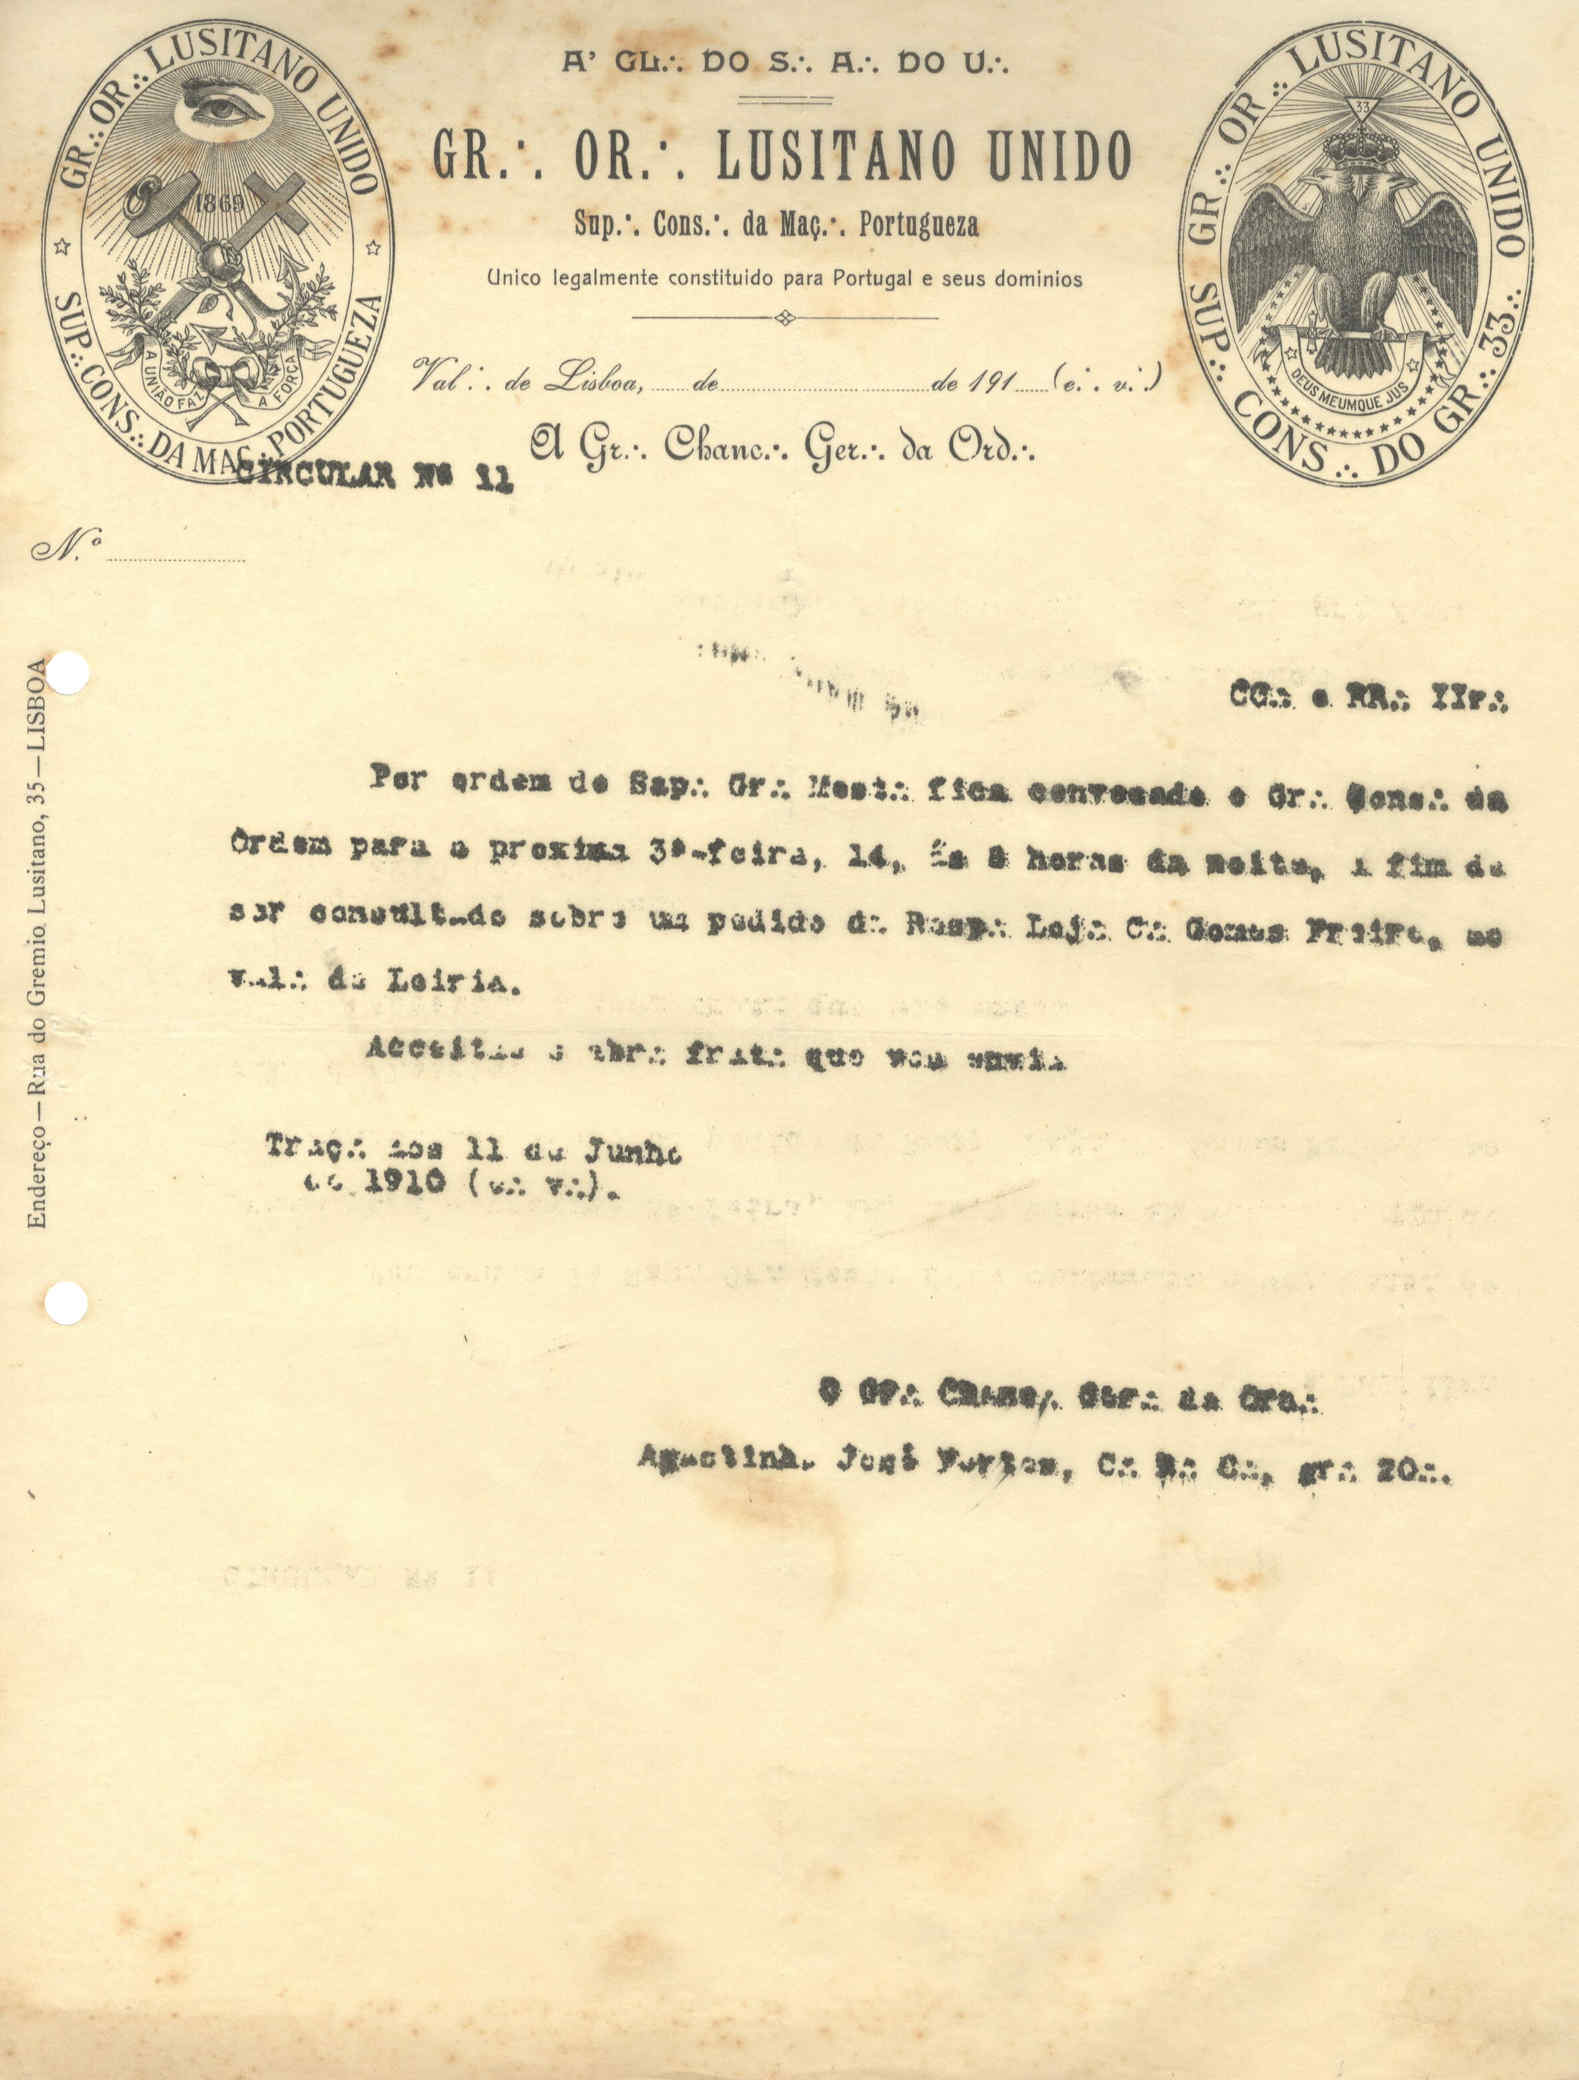 A' GL.·. DO S.·. A.·. DO U.·.
GR.·. OR.·. LUSITANO UNIDO
Sup.·. Cons.·. da Maç.·. Portugueza
Unico legalmente constituido para Portugal e seus dominios
Val.·. de Lisboa, ...... de .............................. de 191..... (e.·. v.·.)
A Gr.·. Chanc.·. Ger.·. da Ord.·.
GR.·. OR.·. LUSITANO UNIDO
SUP.·. CONS.·. DA MAÇ.·. PORTUGUEZA
1869
A UNIÃO FAZ A FORÇA
SUP.·. GR.·. OR.·. LUSITANO UNIDO
CONS.·. DO GR.·. 33.·.
33
DEUS MEUMQUE JUS
CIRCULAR Nº 11
N.º ....................
Endereço—Rua do Gremio Lusitano, 35—LISBOA
CC.·. e RR.·. IIr.·.
Por ordem do Sap.·. Gr.·. Mest.·. fica convocado o Gr.·. Cons.·. da
Ordem para a proxima 3ª-feira, 14, ás 8 horas da noite, a fim de
ser consultado sobre um pedido da Resp.·. Loj.·. C.·. Gomes Freire, ao
val.·. de Leiria.
Acceitae o abr.·. frat.·. que vos envia
Traç.·. aos 11 de Junho
de 1910 (e.·. v.·.).
O Gr.·. Chanc.·. Ger.·. da Ord.·.
Agostinho José Fortes, C.·. R.·. C.·., gr.·. 20.·..